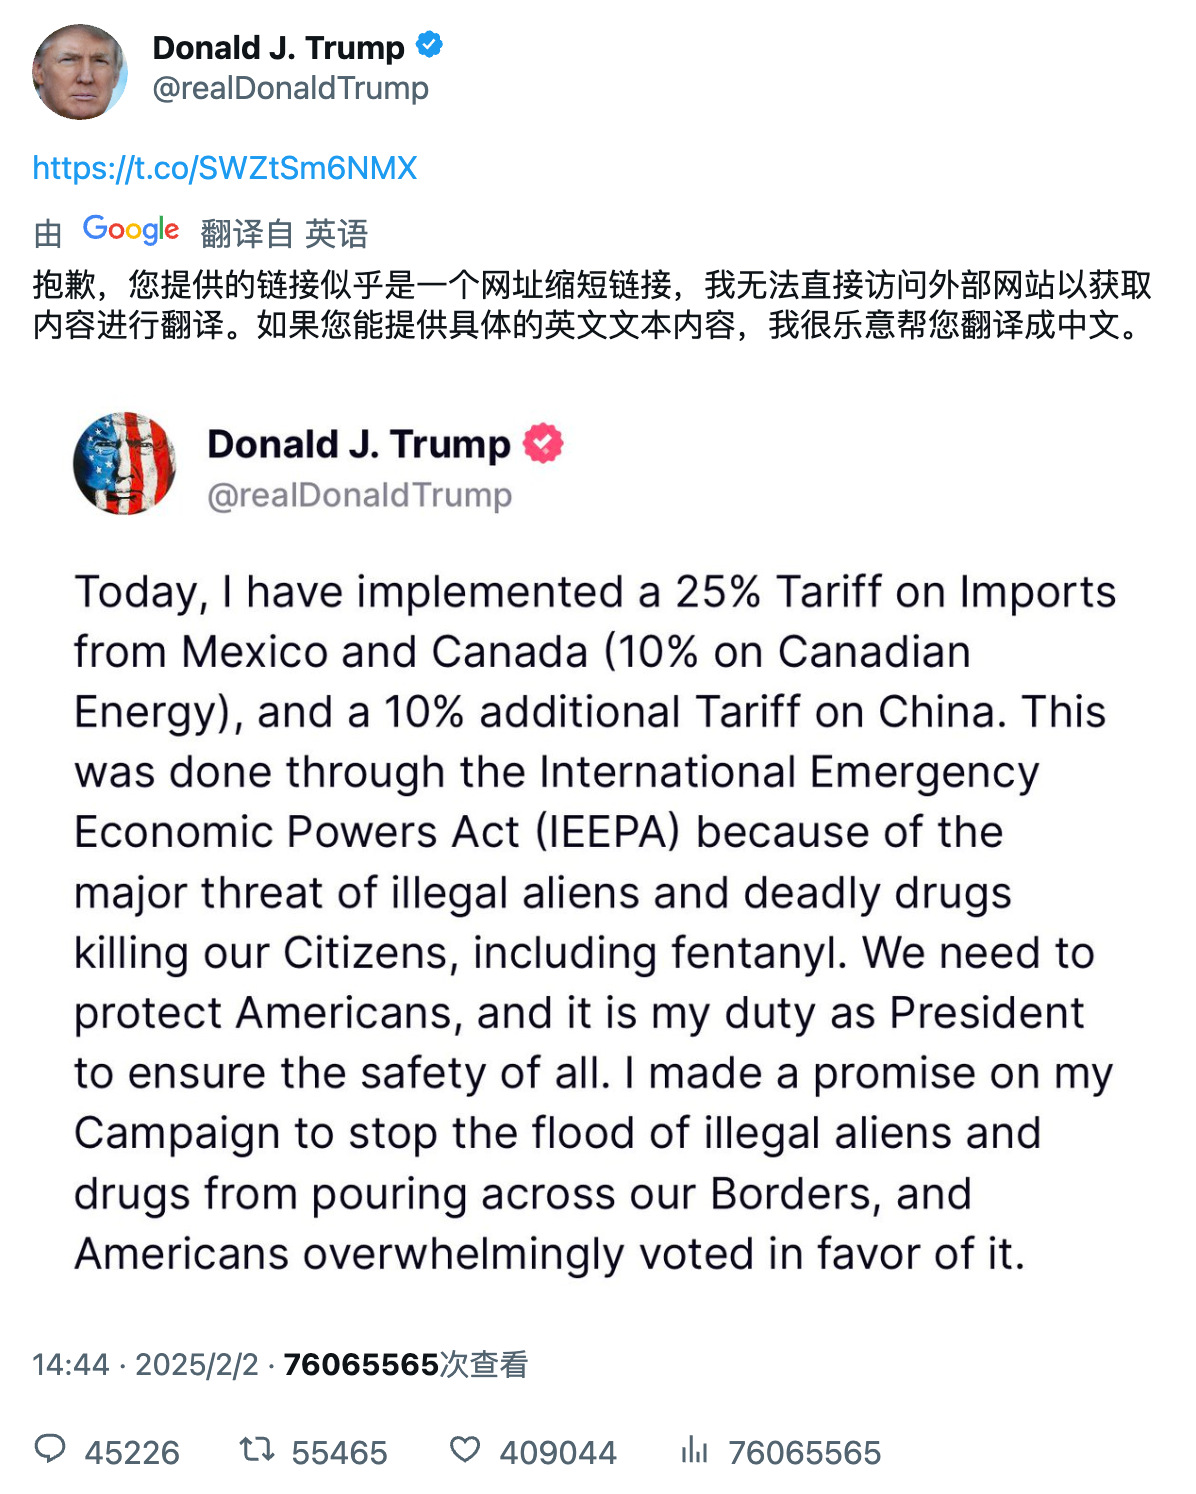 Donald J. Trump
@realDonaldTrump
https://t.co/SWZtSm6NMX
由 Google 翻译自 英语
抱歉，您提供的链接似乎是一个网址缩短链接，我无法直接访问外部网站以获取
内容进行翻译。如果您能提供具体的英文文本内容，我很乐意帮您翻译成中文。
Donald J. Trump
@realDonaldTrump
Today, I have implemented a 25% Tariff on Imports
from Mexico and Canada (10% on Canadian
Energy), and a 10% additional Tariff on China. This
was done through the International Emergency
Economic Powers Act (IEEPA) because of the
major threat of illegal aliens and deadly drugs
killing our Citizens, including fentanyl. We need to
protect Americans, and it is my duty as President
to ensure the safety of all. I made a promise on my
Campaign to stop the flood of illegal aliens and
drugs from pouring across our Borders, and
Americans overwhelmingly voted in favor of it.
14:44 · 2025/2/2 · 76065565次查看
45226 55465 409044 76065565